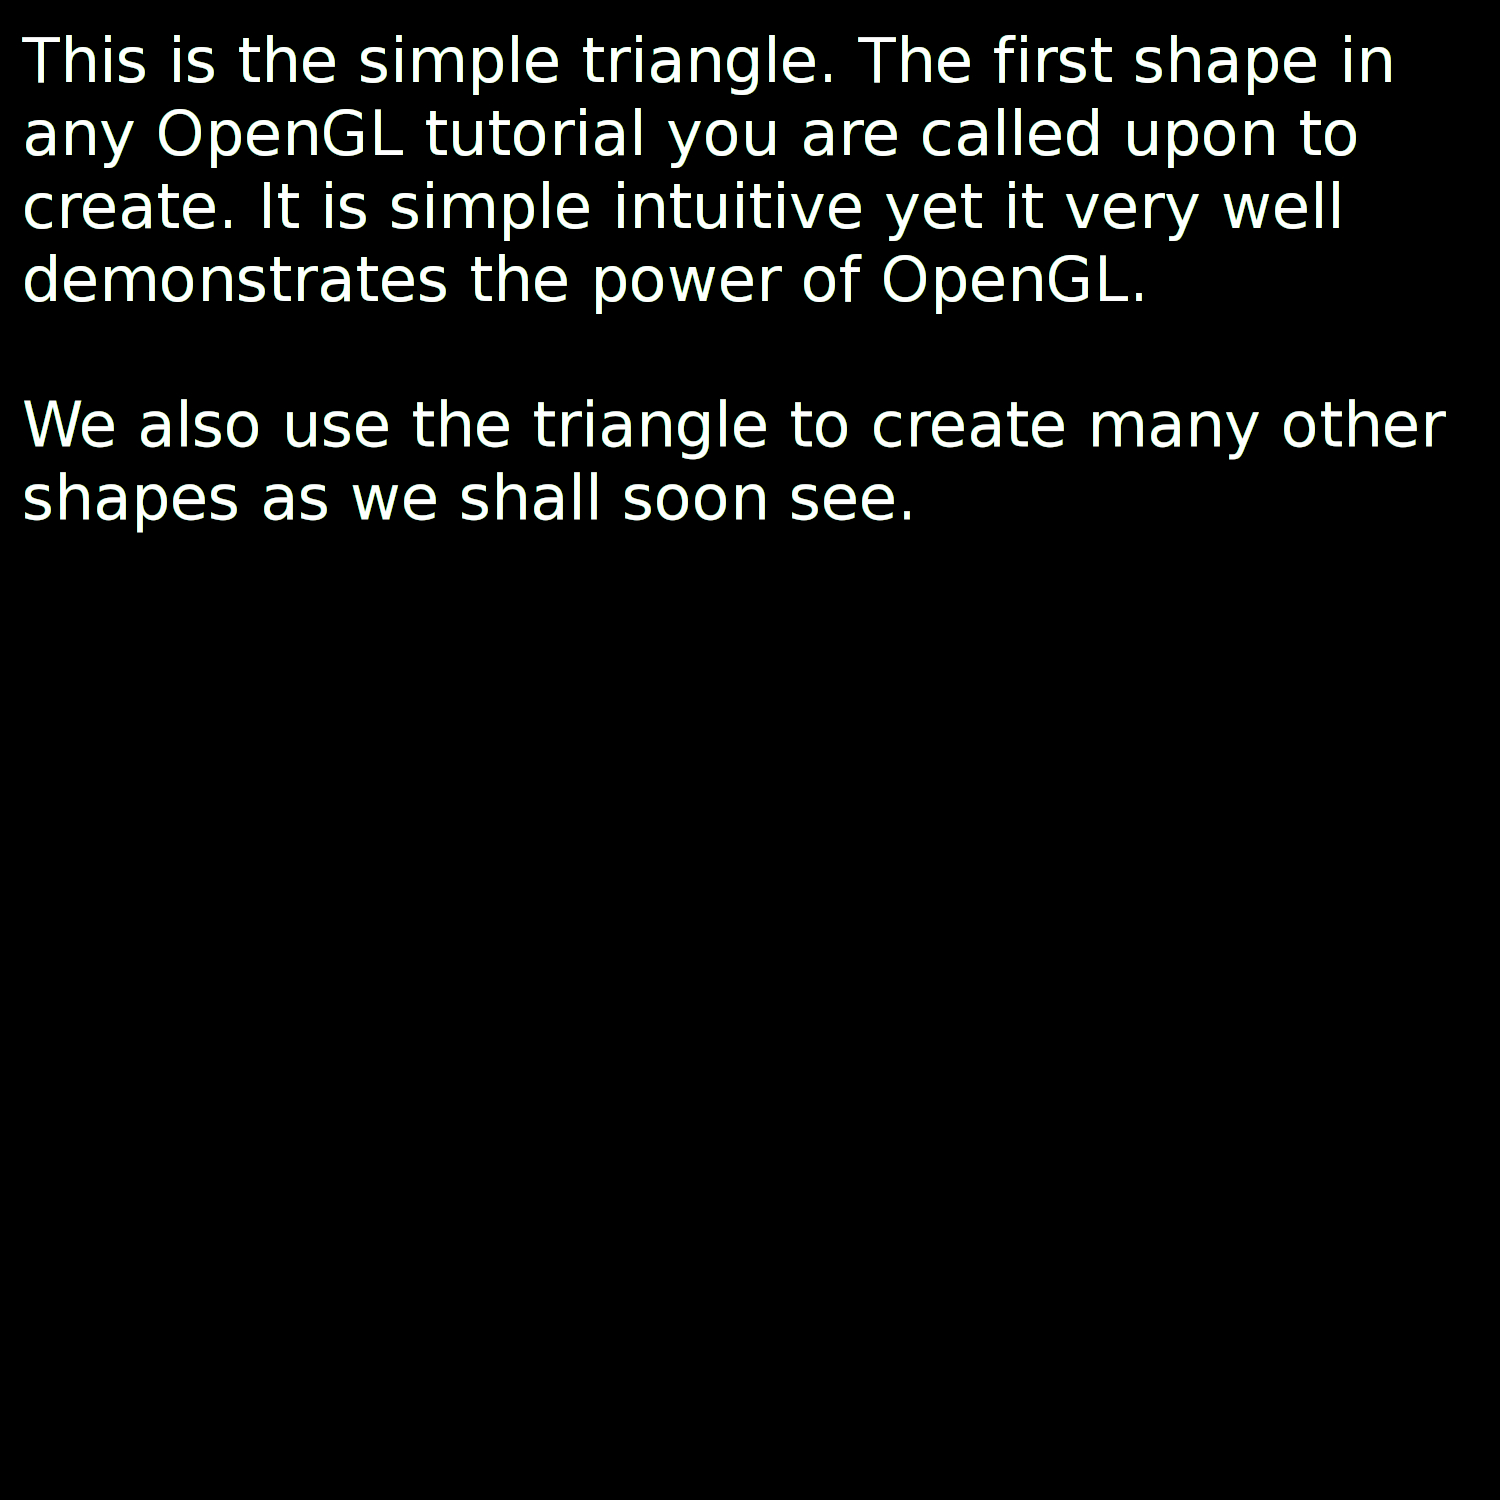 This is the simple triangle. The first shape in
any OpenGL tutorial you are called upon to
create. It is simple intuitive yet it very well
demonstrates the power of OpenGL.

We also use the triangle to create many other
shapes as we shall soon see.